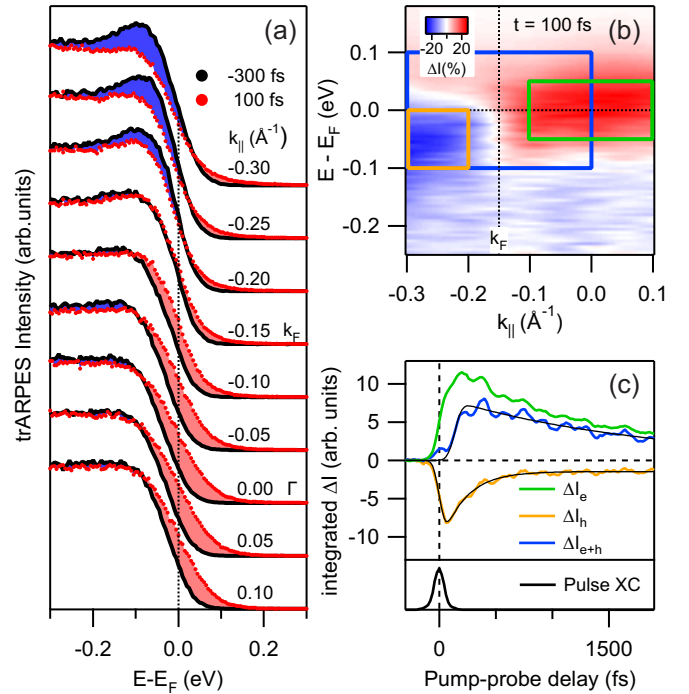 (a)
-300 fs
100 fs
k|| (Å⁻¹)
-0.30
-0.25
-0.20
-0.15 kF
-0.10
-0.05
0.00 Γ
0.05
0.10
trARPES Intensity (arb.units)
-0.2 0.0 0.2
E-EF (eV)
(b)
t = 100 fs
-20 20
ΔI(%)
0.1
0.0
-0.1
-0.2
E - EF (eV)
kF
-0.3 -0.2 -0.1 0.0 0.1
k|| (Å⁻¹)
(c)
10
5
0
-5
-10
integrated ΔI (arb. units)
ΔIe
ΔIh
ΔIe+h
Pulse XC
0 1500
Pump-probe delay (fs)